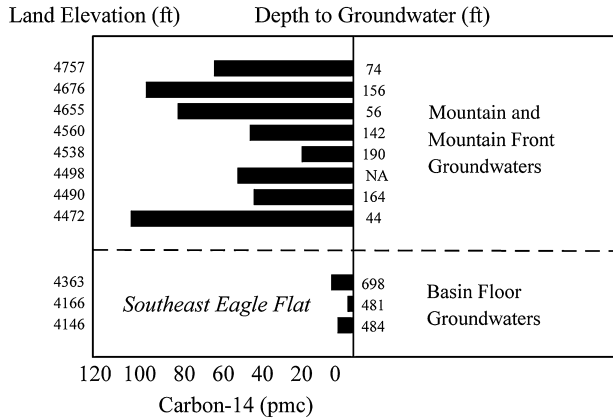 Land Elevation (ft) Depth to Groundwater (ft)
4757 74
4676 156
4655 56
4560 142
4538 190
4498 NA
4490 164
4472 44
Mountain and
Mountain Front
Groundwaters
4363 698
4166 481
4146 484
Southeast Eagle Flat
Basin Floor
Groundwaters
120 100 80 60 40 20 0
Carbon-14 (pmc)